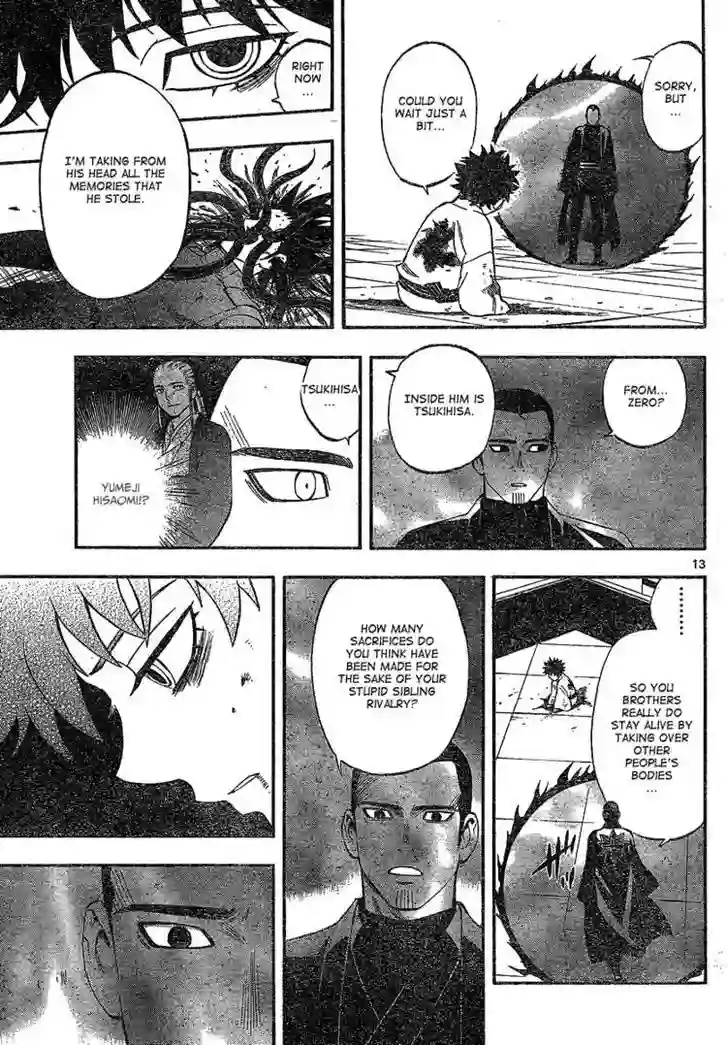 SORRY,
BUT
...
COULD YOU
WAIT JUST A
BIT...
RIGHT
NOW
...
I'M TAKING FROM
HIS HEAD ALL THE
MEMORIES THAT
HE STOLE.
FROM...
ZERO?
INSIDE HIM IS
TSUKIHISA.
TSUKIHISA
...
YUMEJI
HISAOMI!?
13
.........
SO YOU
BROTHERS
REALLY DO
STAY ALIVE BY
TAKING OVER
OTHER
PEOPLE'S
BODIES
...
HOW MANY
SACRIFICES DO
YOU THINK HAVE
BEEN MADE FOR
THE SAKE OF YOUR
STUPID SIBLING
RIVALRY?